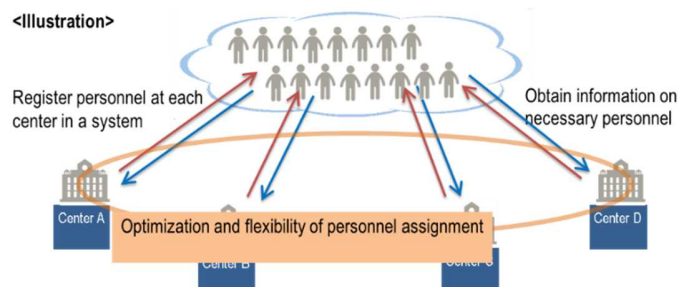 <Illustration>
Register personnel at each
center in a system
Obtain information on
necessary personnel
Center A
Center D
Optimization and flexibility of personnel assignment
Center B
Center C